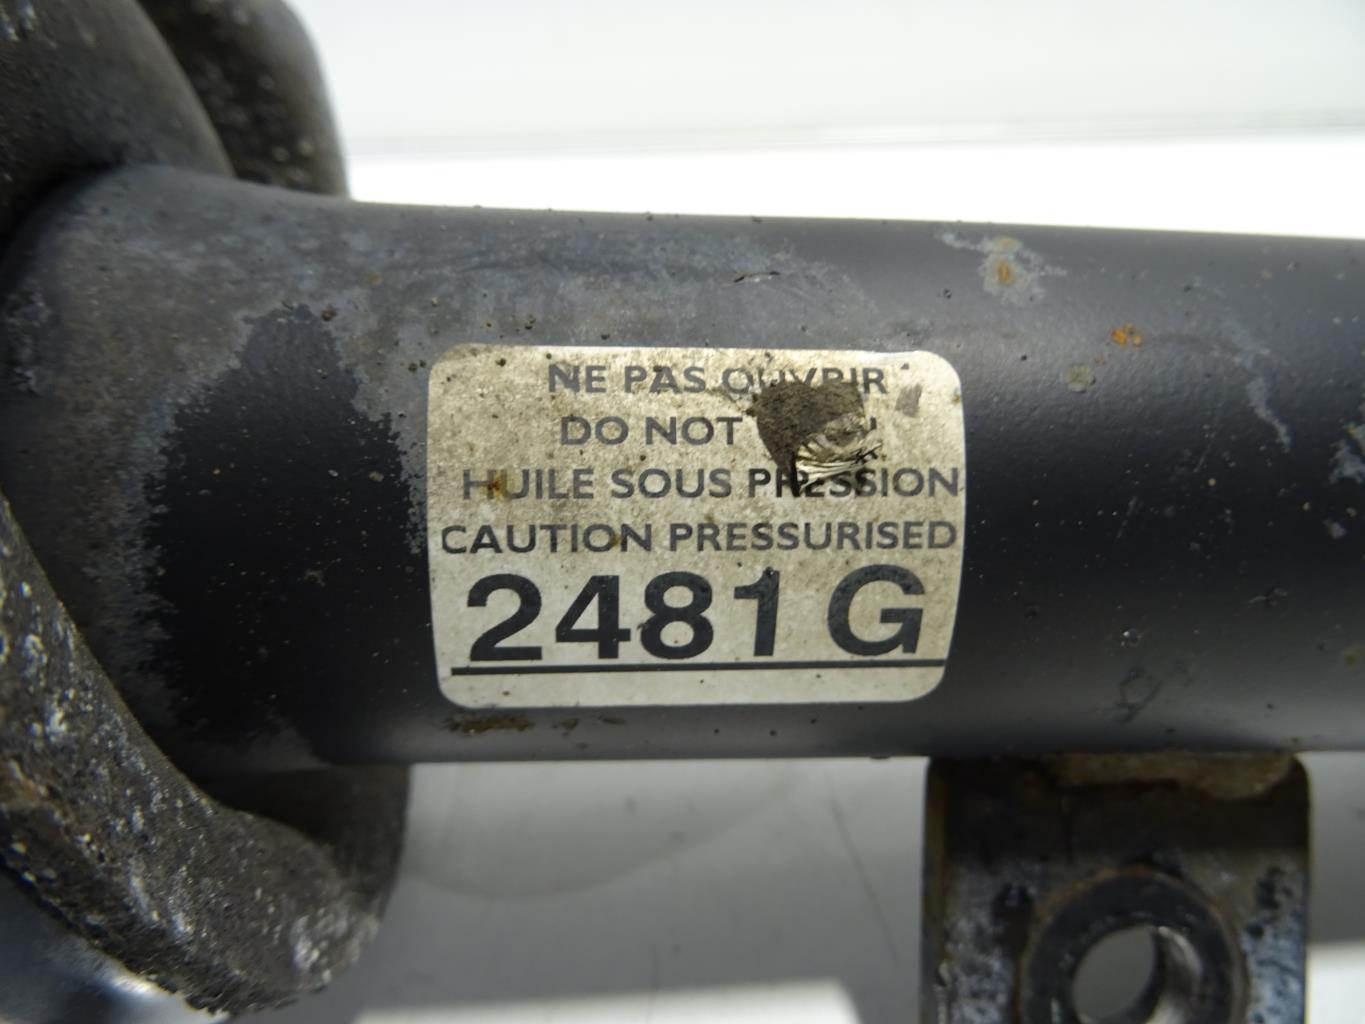 NE PAS OUVRIR
DO NOT
HUILE SOUS PRESSION
CAUTION PRESSURISED
2481 G